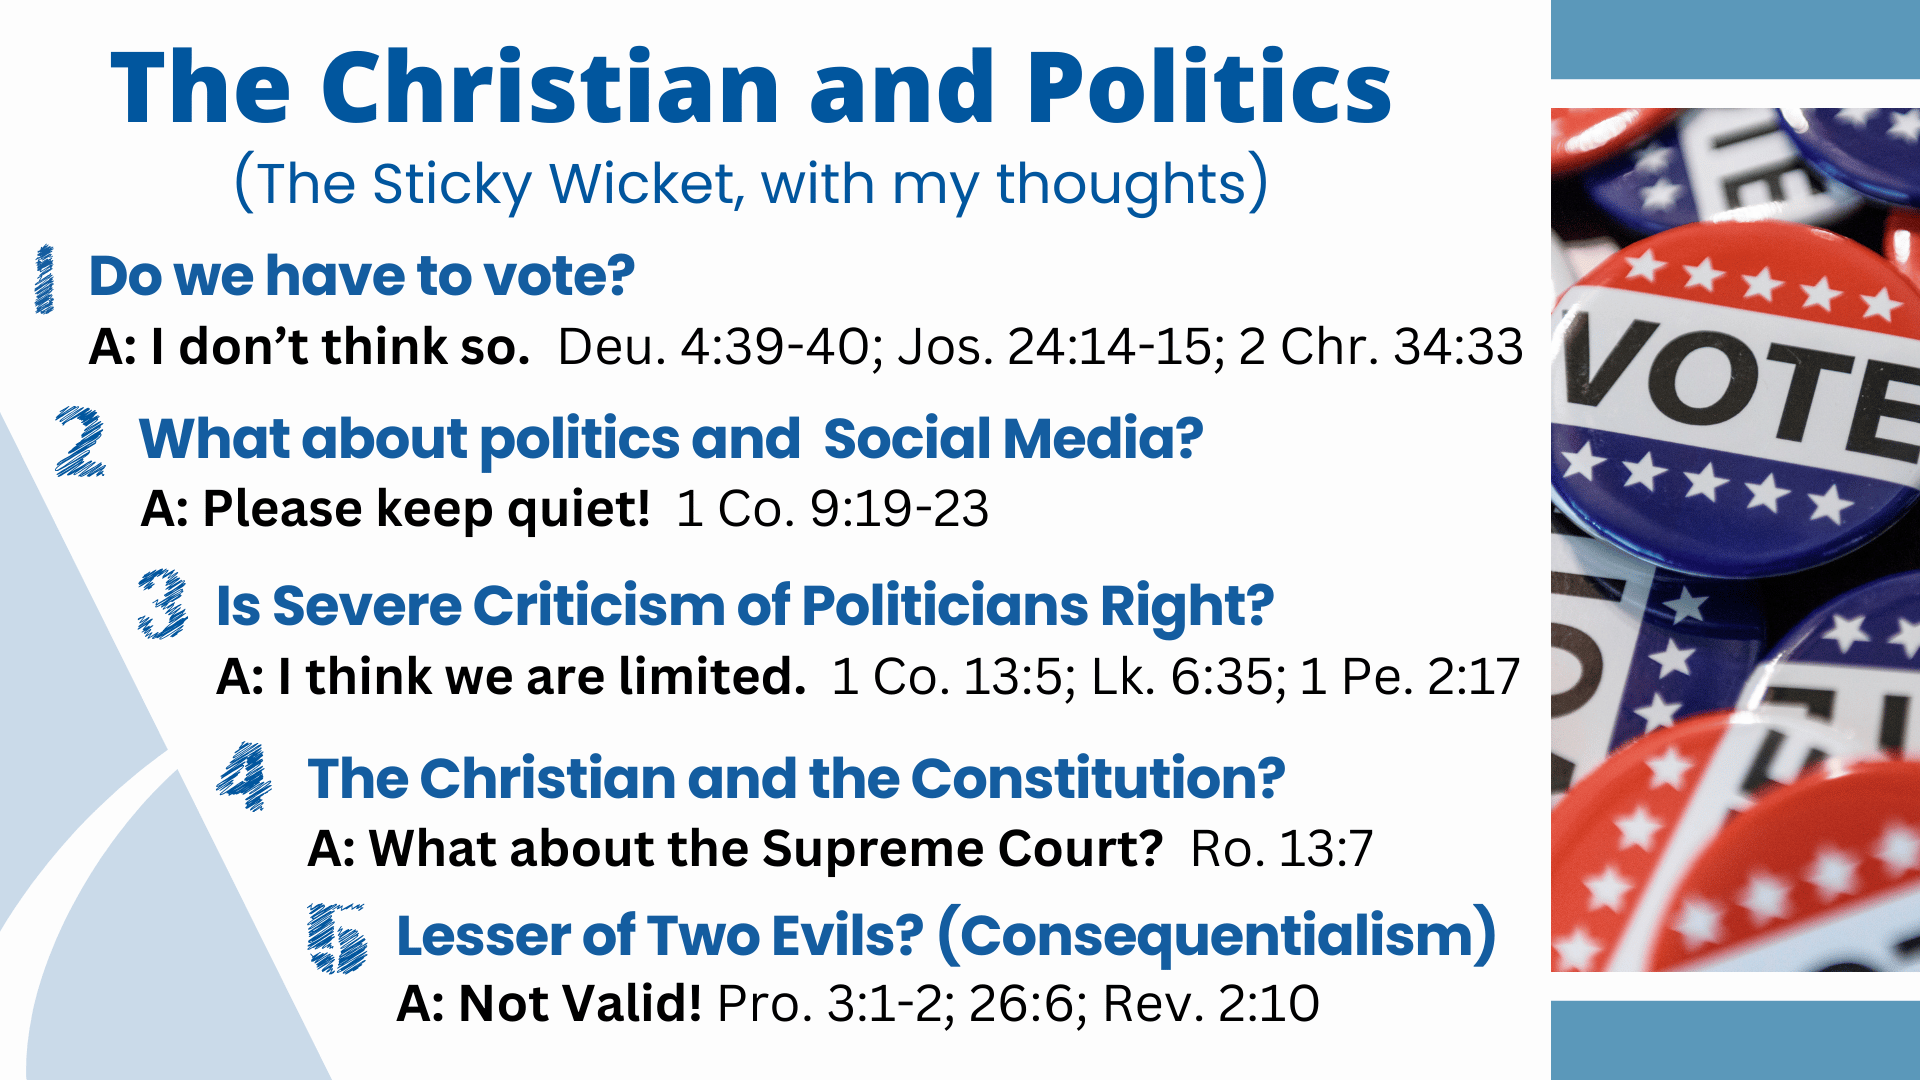 The Christian and Politics
(The Sticky Wicket, with my thoughts)
1 Do we have to vote?
A: I don’t think so. Deu. 4:39-40; Jos. 24:14-15; 2 Chr. 34:33
2 What about politics and Social Media?
A: Please keep quiet! 1 Co. 9:19-23
3 Is Severe Criticism of Politicians Right?
A: I think we are limited. 1 Co. 13:5; Lk. 6:35; 1 Pe. 2:17
4 The Christian and the Constitution?
A: What about the Supreme Court? Ro. 13:7
5 Lesser of Two Evils? (Consequentialism)
A: Not Valid! Pro. 3:1-2; 26:6; Rev. 2:10
VOTE